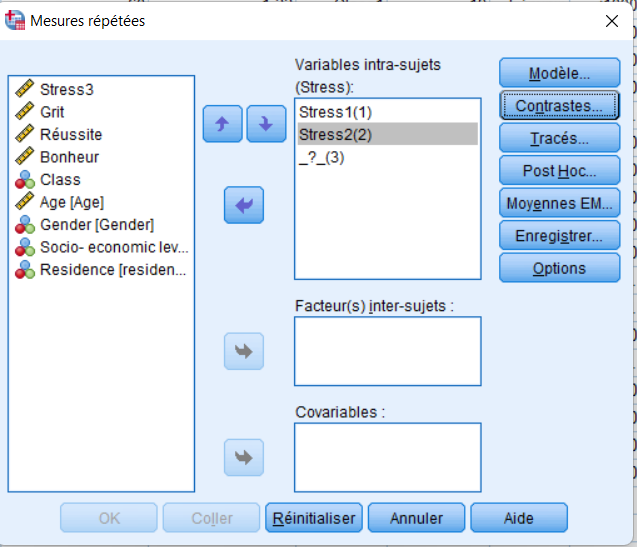 Mesures répétées
Stress3
Grit
Réussite
Bonheur
Class
Age [Age]
Gender [Gender]
Socio- economic lev...
Residence [residen...
Variables intra-sujets
(Stress):
Stress1(1)
Stress2(2)
_?_(3)
Facteur(s) inter-sujets :
Covariables :
Modèle...
Contrastes...
Tracés...
Post Hoc...
Moyennes EM...
Enregistrer...
Options
OK
Coller
Réinitialiser
Annuler
Aide